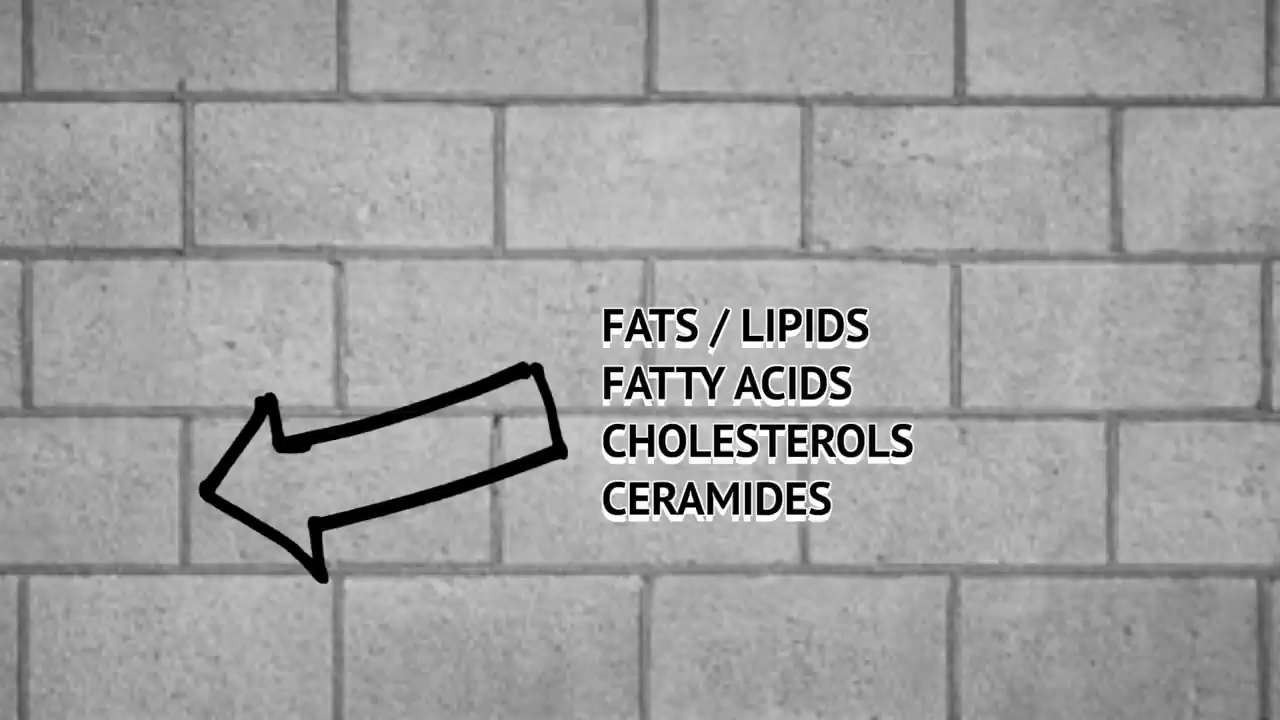 FATS / LIPIDS
FATTY ACIDS
CHOLESTEROLS
CERAMIDES